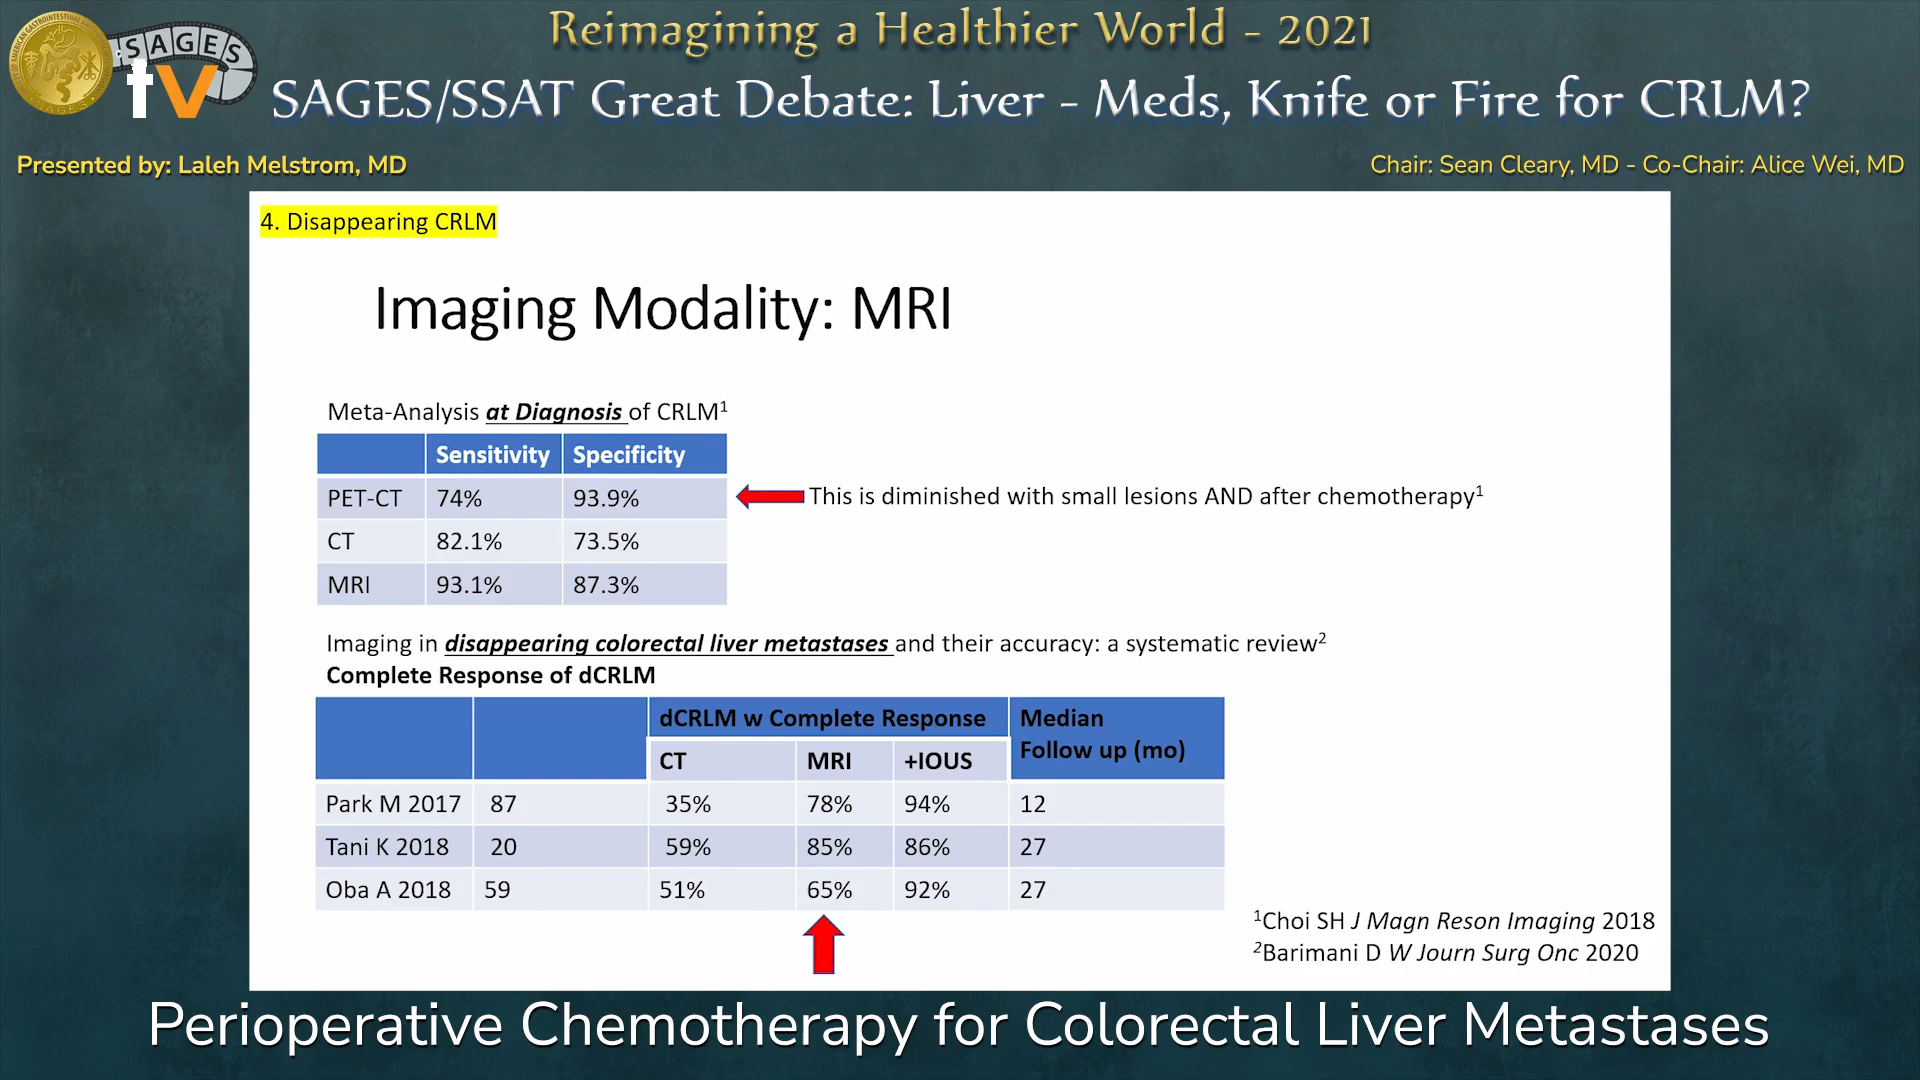 Reimagining a Healthier World - 2021
SAGES
tv
SAGES/SSAT Great Debate: Liver - Meds, Knife or Fire for CRLM?
Presented by: Laleh Melstrom, MD
Chair: Sean Cleary, MD - Co-Chair: Alice Wei, MD
4. Disappearing CRLM
Imaging Modality: MRI
Meta-Analysis at Diagnosis of CRLM¹
Sensitivity Specificity
PET-CT 74% 93.9%
This is diminished with small lesions AND after chemotherapy¹
CT 82.1% 73.5%
MRI 93.1% 87.3%
Imaging in disappearing colorectal liver metastases and their accuracy: a systematic review²
Complete Response of dCRLM
dCRLM w Complete Response Median
Follow up (mo)
CT MRI +IOUS
Park M 2017 87 35% 78% 94% 12
Tani K 2018 20 59% 85% 86% 27
Oba A 2018 59 51% 65% 92% 27
¹Choi SH J Magn Reson Imaging 2018
²Barimani D W Journ Surg Onc 2020
Perioperative Chemotherapy for Colorectal Liver Metastases